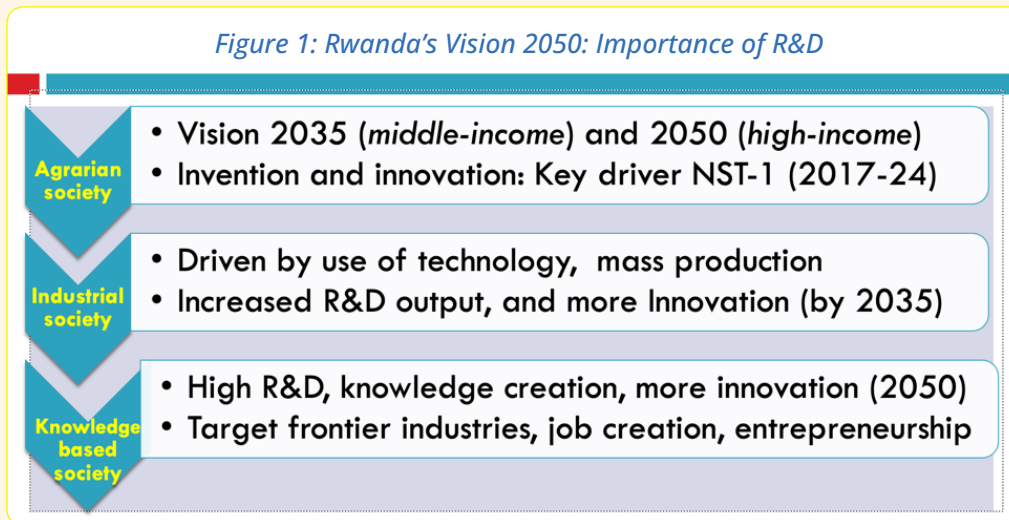 Figure 1: Rwanda's Vision 2050: Importance of R&D
Agrarian
society
• Vision 2035 (middle-income) and 2050 (high-income)
• Invention and innovation: Key driver NST-1 (2017-24)
Industrial
society
• Driven by use of technology, mass production
• Increased R&D output, and more Innovation (by 2035)
Knowledge
based
society
• High R&D, knowledge creation, more innovation (2050)
• Target frontier industries, job creation, entrepreneurship